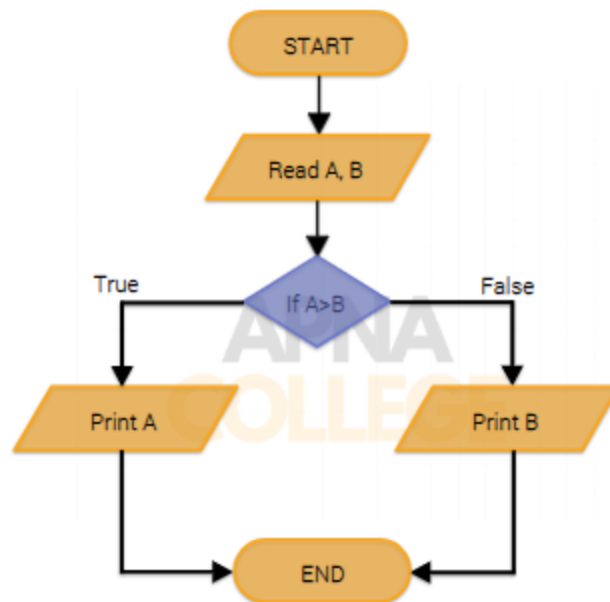 START
Read A, B
True
If A>B
False
APNA
COLLEGE
Print A
Print B
END